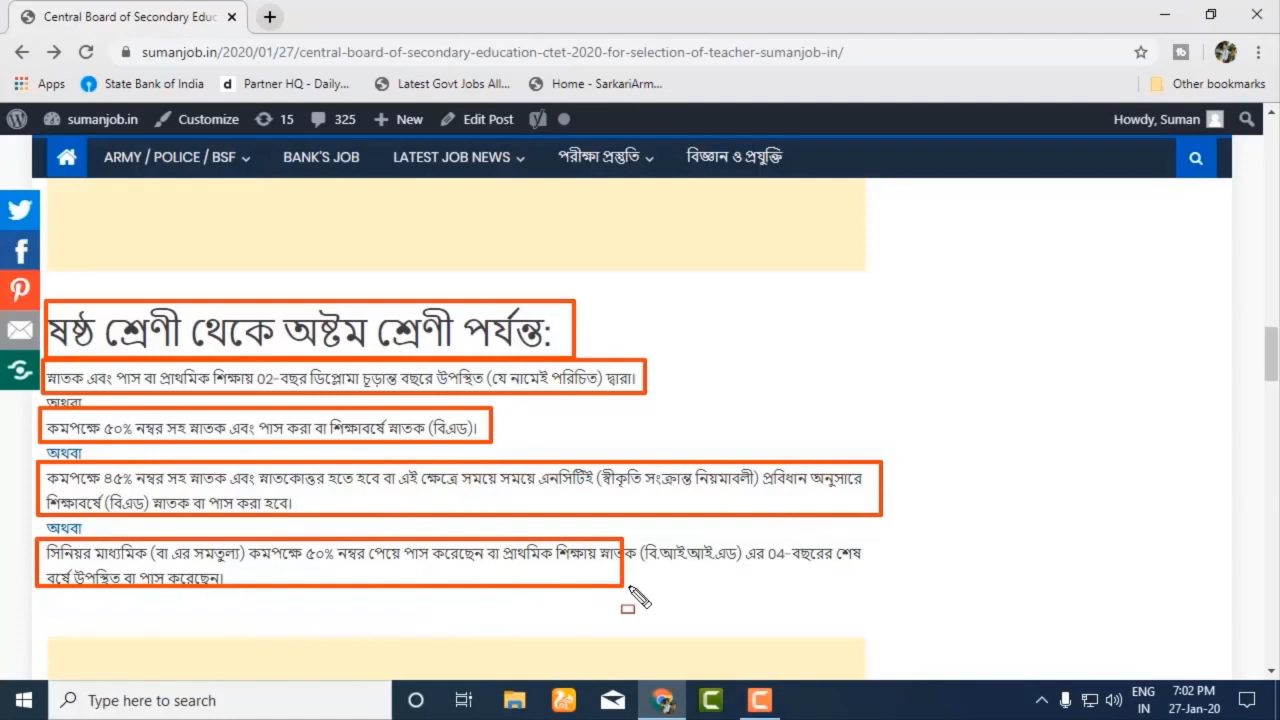 Central Board of Secondary Educ
sumanjob.in/2020/01/27/central-board-of-secondary-education-ctet-2020-for-selection-of-teacher-sumanjob-in/
Apps State Bank of India Partner HQ - Daily... Latest Govt Jobs All... Home - SarkariArm... Other bookmarks
sumanjob.in Customize 15 325 New Edit Post Howdy, Suman
ARMY / POLICE / BSF BANK'S JOB LATEST JOB NEWS পরীক্ষা প্রস্তুতি বিজ্ঞান ও প্রযুক্তি
ষষ্ঠ শ্রেণী থেকে অষ্টম শ্রেণী পর্যন্ত:
স্নাতক এবং পাস বা প্রাথমিক শিক্ষায় 02-বছর ডিপ্লোমা চূড়ান্ত বছরে উপস্থিত (যে নামেই পরিচিত) দ্বারা।
অথবা
কমপক্ষে ৫০% নম্বর সহ স্নাতক এবং পাস করা বা শিক্ষাবর্ষে স্নাতক (বিএড)।
অথবা
কমপক্ষে ৪৫% নম্বর সহ স্নাতক এবং স্নাতকোত্তর হতে হবে বা এই ক্ষেত্রে সময়ে সময়ে এনসিটিই (স্বীকৃতি সংক্রান্ত নিয়মাবলী) প্রবিধান অনুসারে
শিক্ষাবর্ষে (বিএড) স্নাতক বা পাস করা হবে।
অথবা
সিনিয়র মাধ্যমিক (বা এর সমতুল্য) কমপক্ষে ৫০% নম্বর পেয়ে পাস করেছেন বা প্রাথমিক শিক্ষায় স্নাতক (বি.আই.আই.এড) এর 04-বছরের শেষ
বর্ষে উপস্থিত বা পাস করেছেন।
Type here to search
ENG
IN
7:02 PM
27-Jan-20